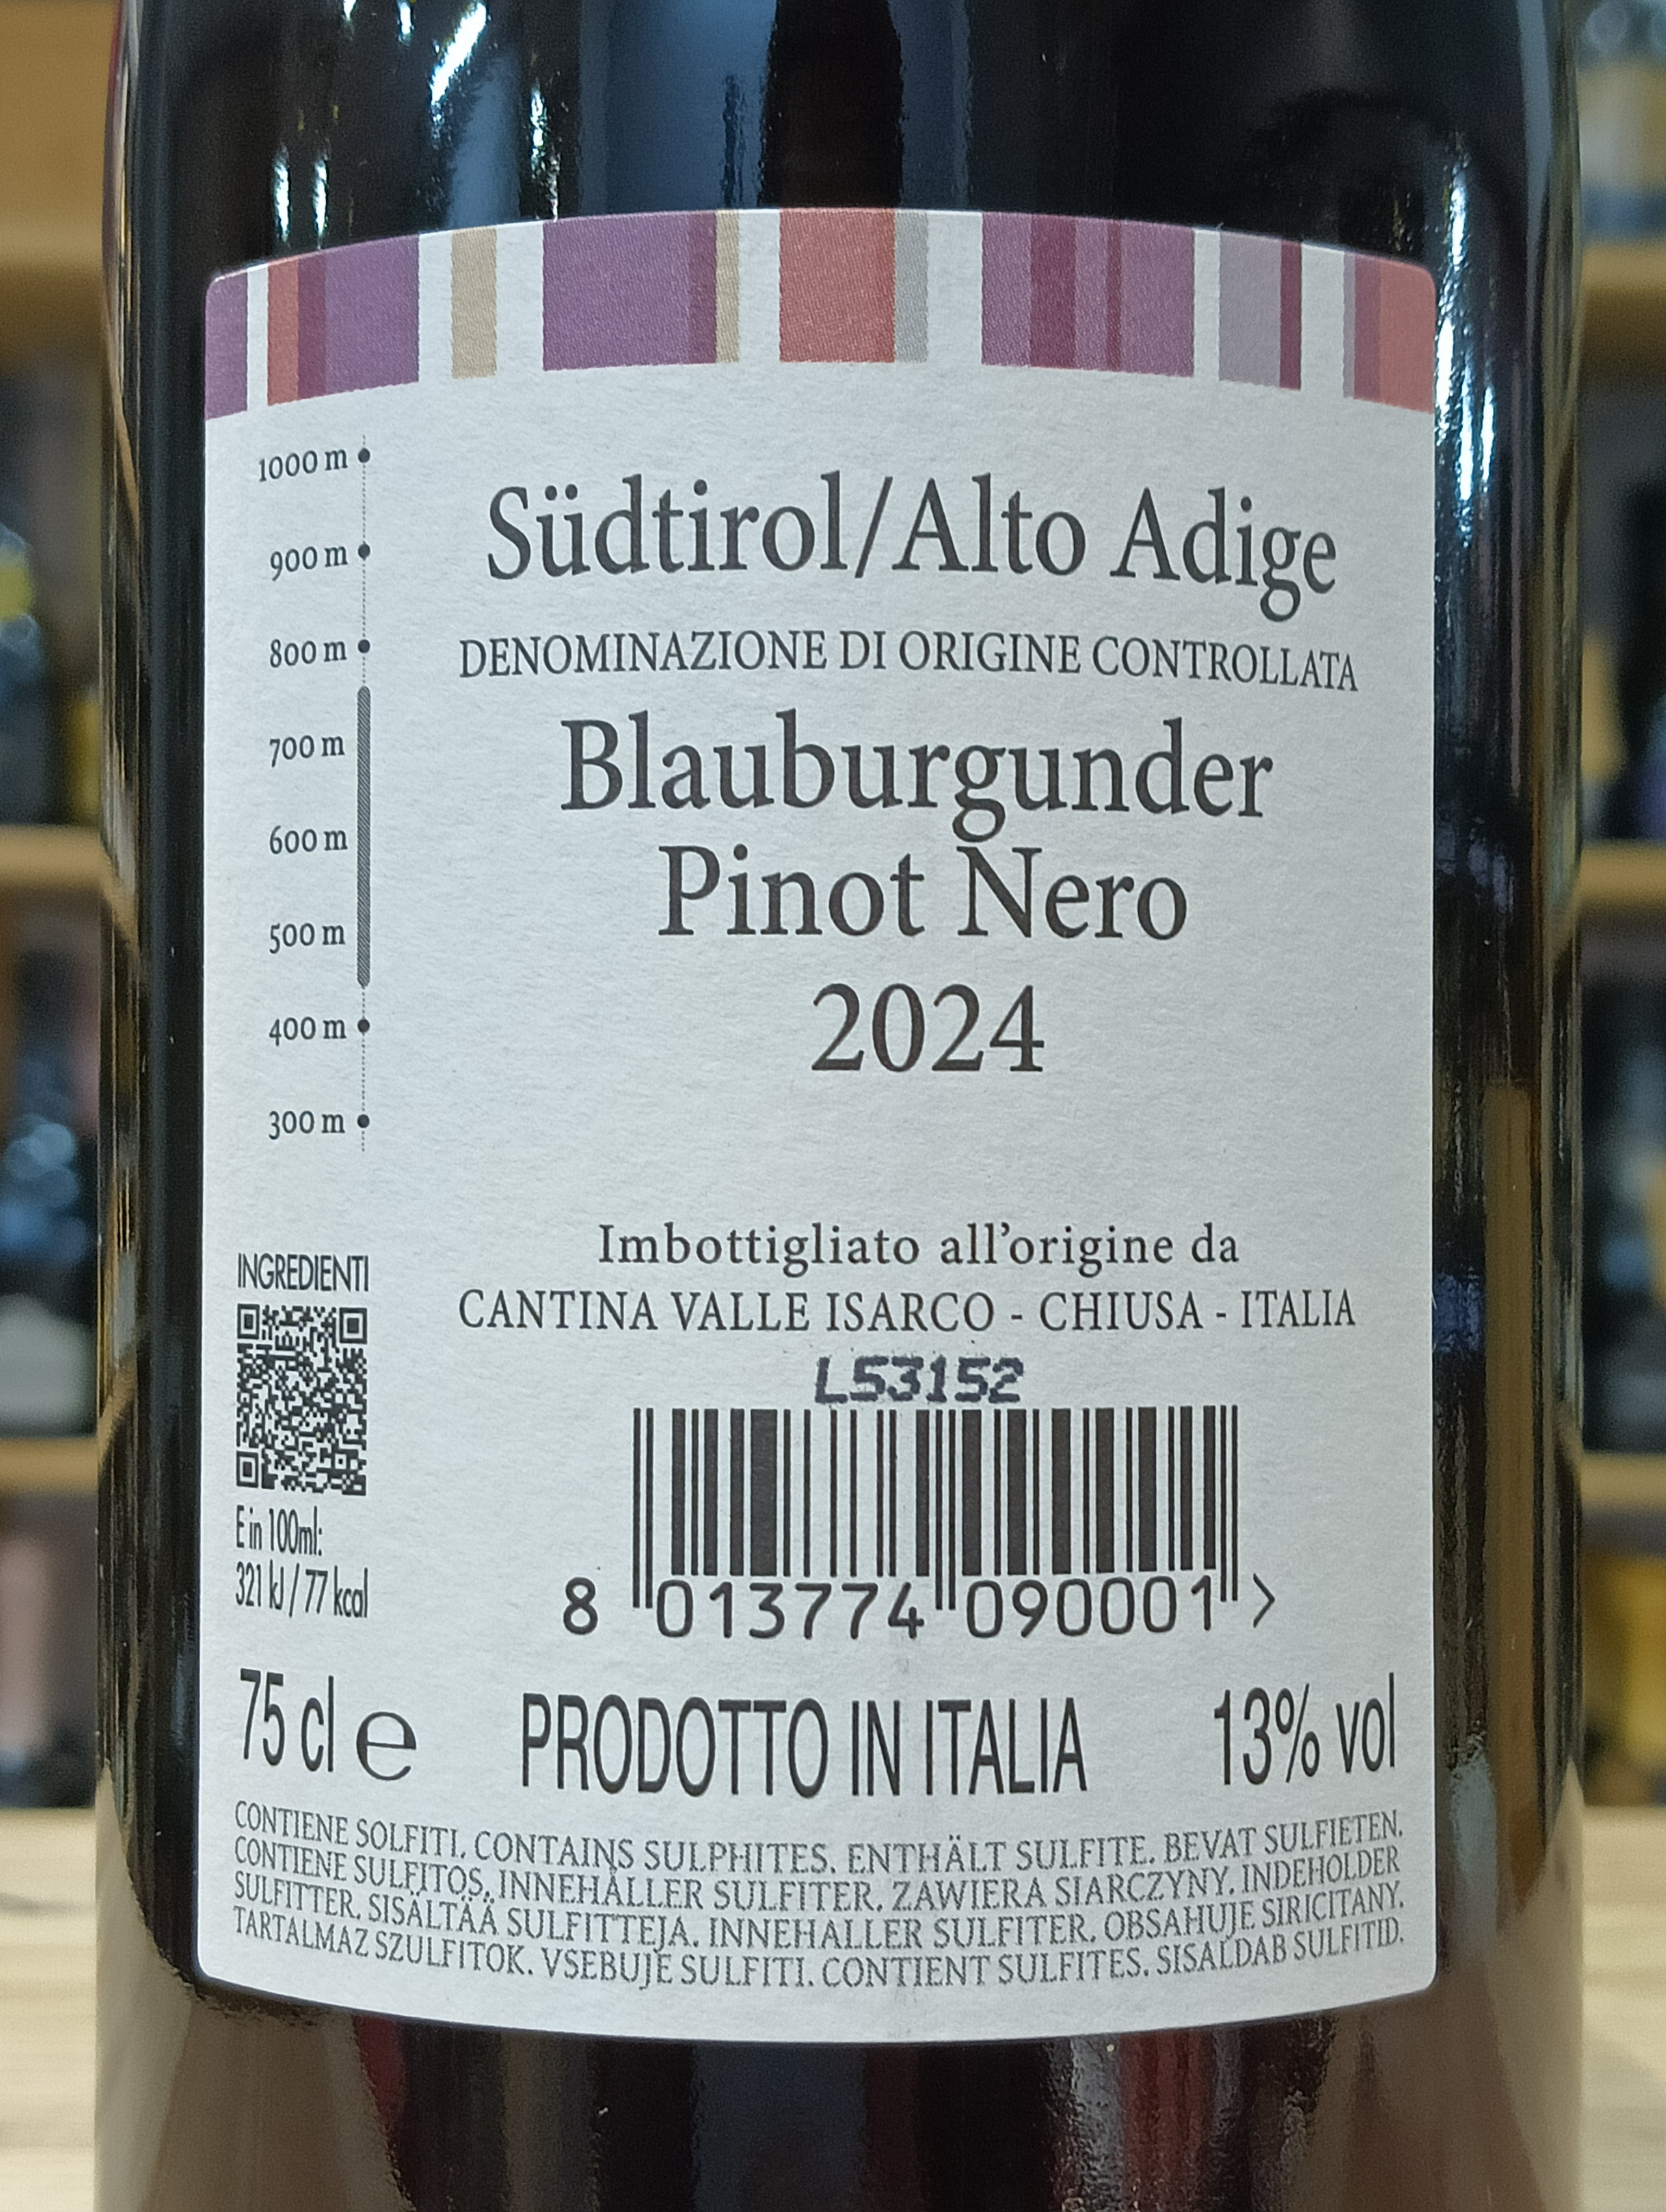 1000 m
900 m
800 m
700 m
600 m
500 m
400 m
300 m
Südtirol/Alto Adige
DENOMINAZIONE DI ORIGINE CONTROLLATA
Blauburgunder
Pinot Nero
2024
Imbottigliato all'origine da
CANTINA VALLE ISARCO - CHIUSA - ITALIA
L53152
8 013774 090001 >
INGREDIENTI
E in 100ml:
321 kJ / 77 kcal
75 cl e PRODOTTO IN ITALIA 13% vol
CONTIENE SOLFITI. CONTAINS SULPHITES. ENTHÄLT SULFITE. BEVAT SULFIETEN.
CONTIENE SULFITOS. INNEHÅLLER SULFITER. ZAWIERA SIARCZYNY. INDEHOLDER
SULFITTER. SISÄLTÄÄ SULFITTEJA. INNEHALLER SULFITER. OBSAHUJE SIRICITANY.
TARTALMAZ SZULFITOK. VSEBUJE SULFITI. CONTIENT SULFITES. SISALDAB SULFITID.